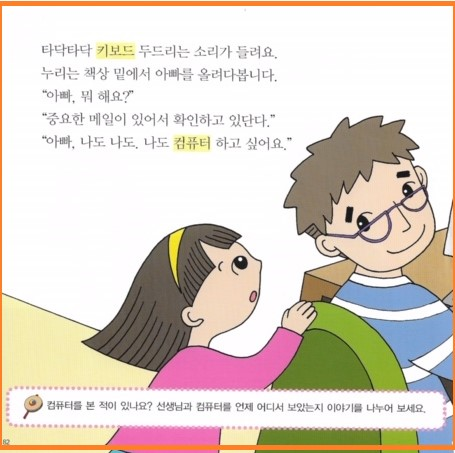 타닥타닥 키보드 두드리는 소리가 들려요.
누리는 책상 밑에서 아빠를 올려다봅니다.
“아빠, 뭐 해요?”
“중요한 메일이 있어서 확인하고 있단다.”
“아빠, 나도 나도. 나도 컴퓨터 하고 싶어요.”
컴퓨터를 본 적이 있나요? 선생님과 컴퓨터를 언제 어디서 보았는지 이야기를 나누어 보세요.